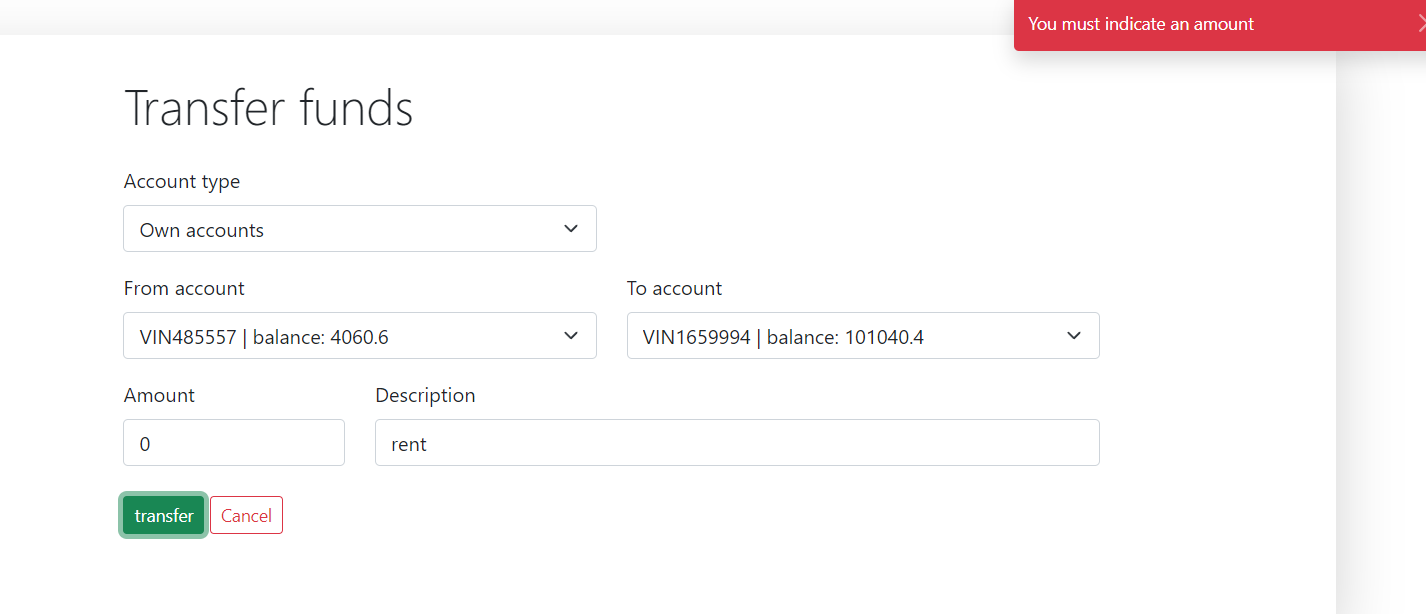 You must indicate an amount
Transfer funds
Account type
Own accounts
From account
To account
VIN485557 | balance: 4060.6
VIN1659994 | balance: 101040.4
Amount
Description
0
rent
transfer
Cancel